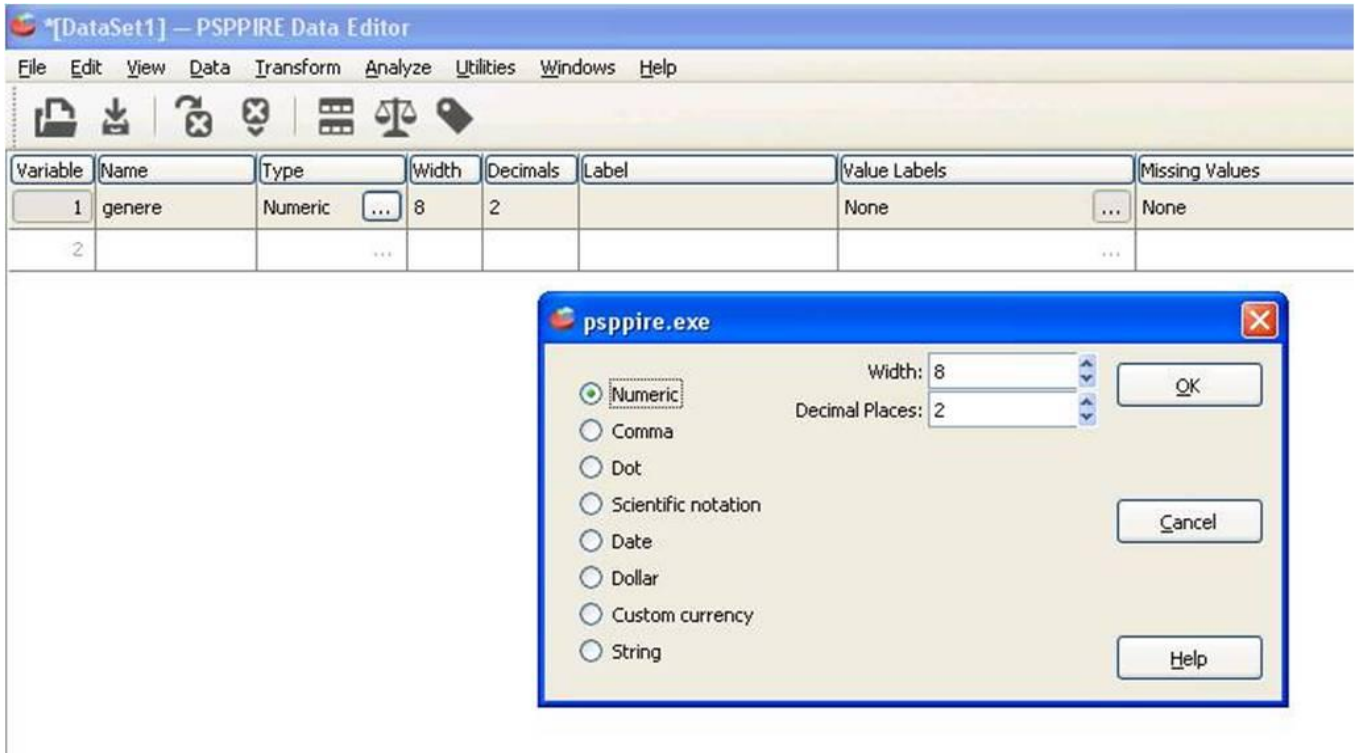 *[DataSet1] — PSPPIRE Data Editor
File Edit View Data Transform Analyze Utilities Windows Help
Variable Name Type Width Decimals Label Value Labels Missing Values
1 genere Numeric ... 8 2 None ... None
2 ... ...
psppire.exe
Width: 8
OK
Numeric
Decimal Places: 2
Comma
Dot
Scientific notation
Cancel
Date
Dollar
Custom currency
String
Help